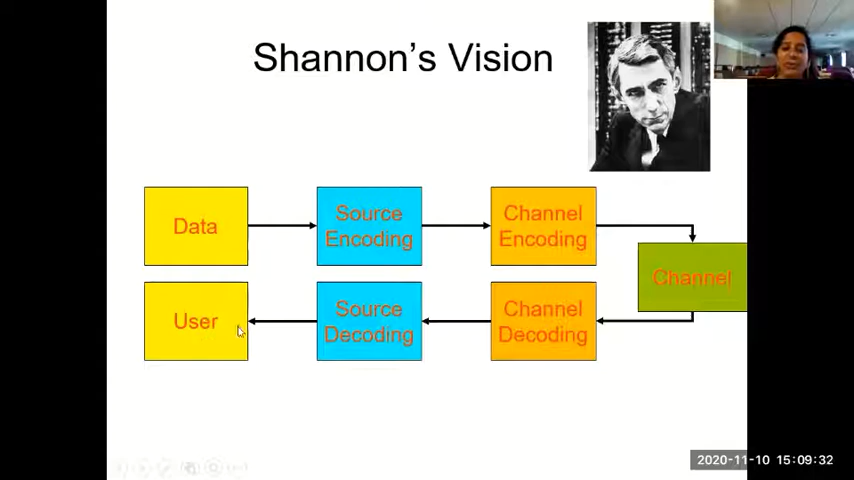 Shannon's Vision
Data
Source
Encoding
Channel
Encoding
Channel
User
Source
Decoding
Channel
Decoding
2020-11-10 15:09:32